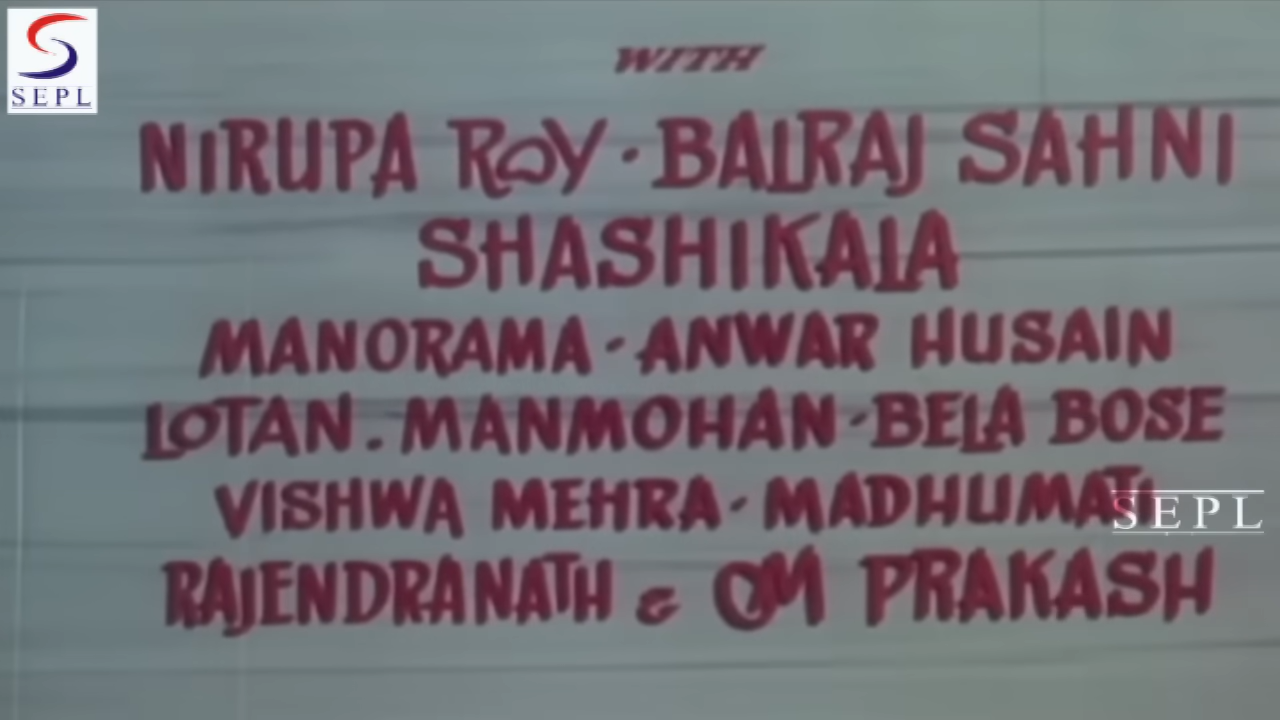 SEPL
WITH
NIRUPA ROY · BALRAJ SAHNI
SHASHIKALA
MANORAMA · ANWAR HUSAIN
LOTAN. MANMOHAN · BELA BOSE
VISHWA MEHRA · MADHUMATI
SEPL
RAJENDRANATH & OM PRAKASH